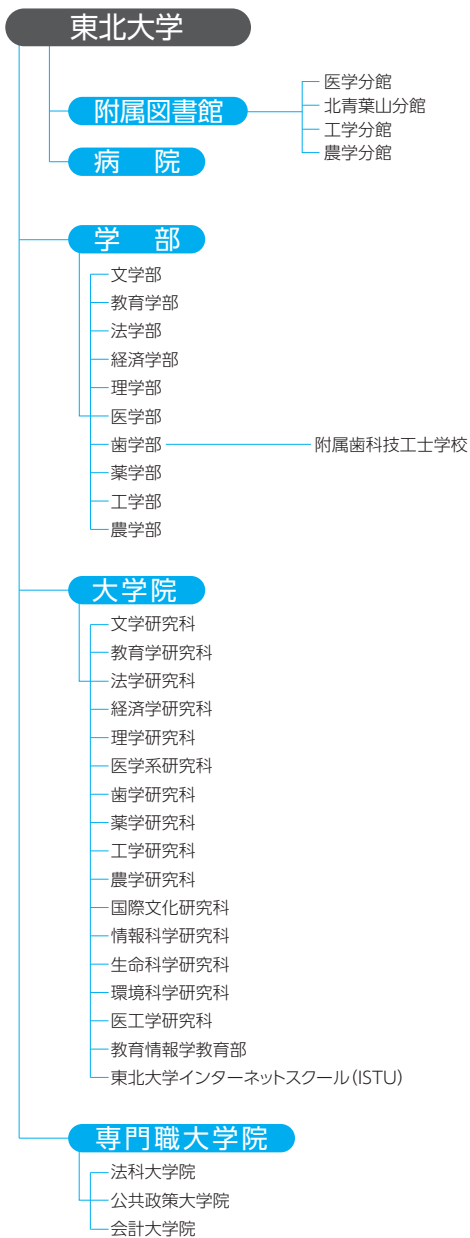 東北大学
附属図書館
医学分館
北青葉山分館
工学分館
農学分館
病 院
学 部
文学部
教育学部
法学部
経済学部
理学部
医学部
歯学部
附属歯科技工士学校
薬学部
工学部
農学部
大学院
文学研究科
教育学研究科
法学研究科
経済学研究科
理学研究科
医学系研究科
歯学研究科
薬学研究科
工学研究科
農学研究科
国際文化研究科
情報科学研究科
生命科学研究科
環境科学研究科
医工学研究科
教育情報学教育部
東北大学インターネットスクール(ISTU)
専門職大学院
法科大学院
公共政策大学院
会計大学院